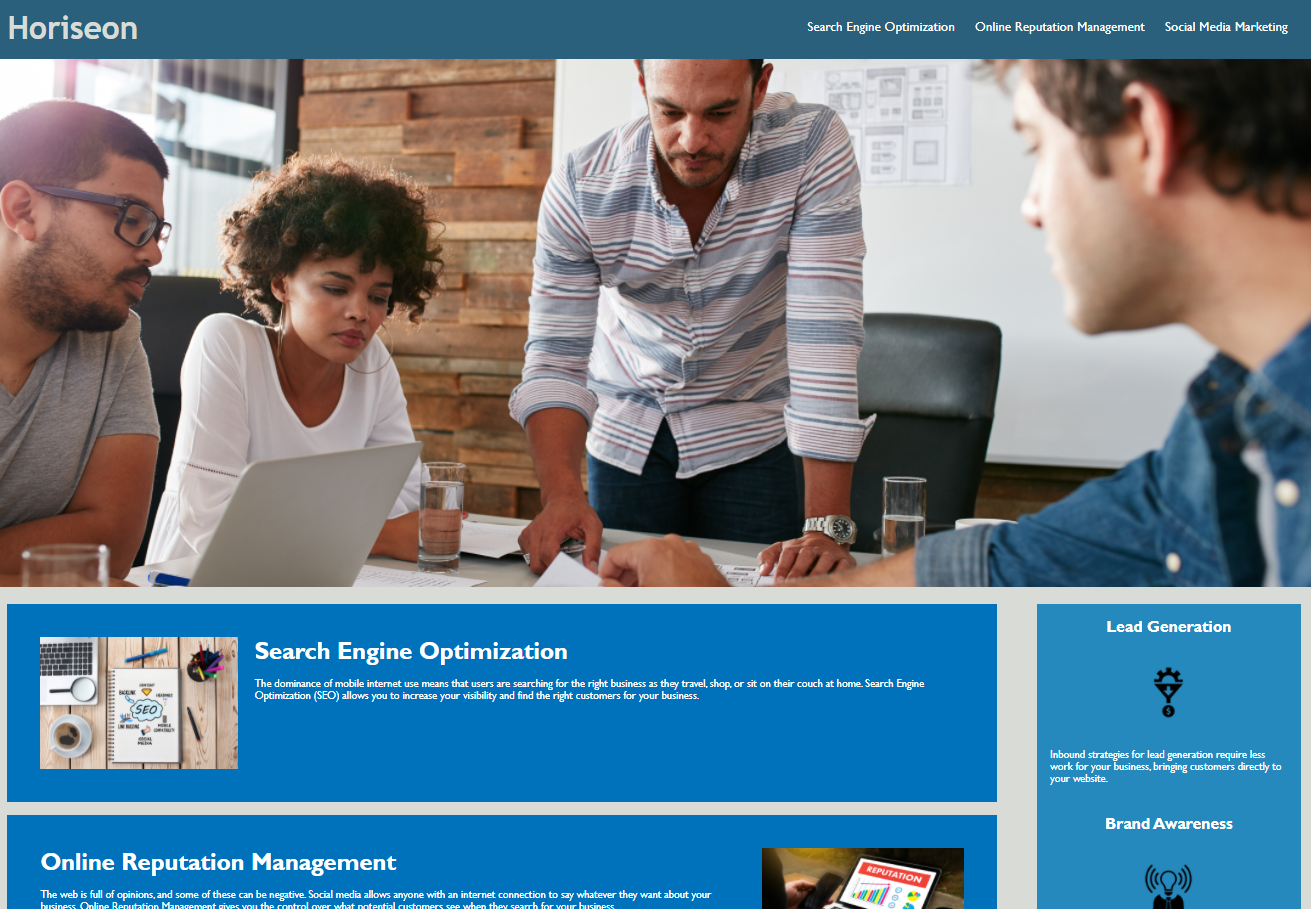 Horiseon
Search Engine Optimization
Online Reputation Management
Social Media Marketing
SEO
Search Engine Optimization
The dominance of mobile internet use means that users are searching for the right business as they travel, shop, or sit on their couch at home. Search Engine
Optimization (SEO) allows you to increase your visibility and find the right customers for your business.
Online Reputation Management
The web is full of opinions, and some of these can be negative. Social media allows anyone with an internet connection to say whatever they want about your
business. Online Reputation Management gives you the control over what potential customers see when they search for your business.
REPUTATION
Lead Generation
$
Inbound strategies for lead generation require less
work for your business, bringing customers directly to
your website.
Brand Awareness